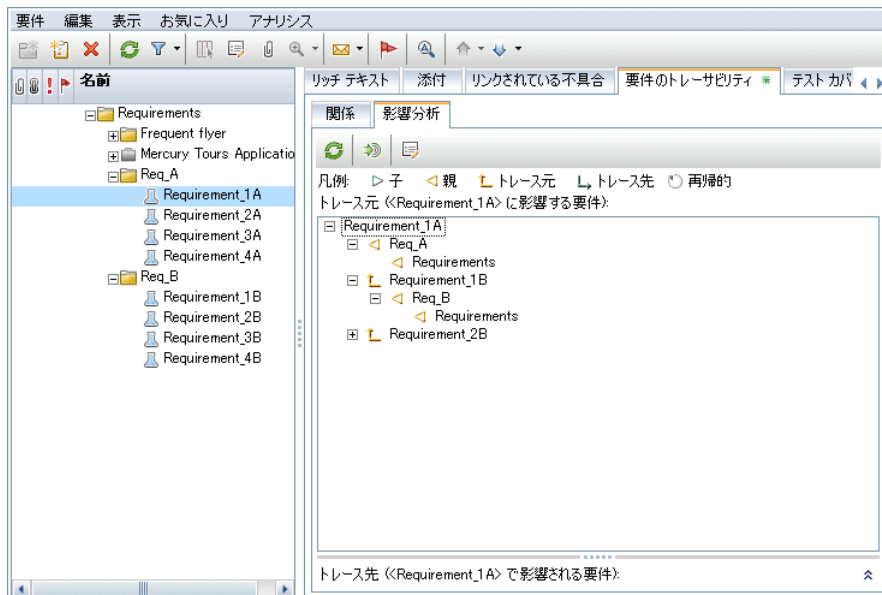 要件 編集 表示 お気に入り アナリシス
名前
Requirements
Frequent flyer
Mercury Tours Applicatio
Req_A
Requirement_1A
Requirement_2A
Requirement_3A
Requirement_4A
Req_B
Requirement_1B
Requirement_2B
Requirement_3B
Requirement_4B
リッチ テキスト 添付 リンクされている不具合 要件のトレーサビリティ * テスト カバ
関係 影響分析
凡例: 子 親 トレース元 トレース先 再帰的
トレース元 (<Requirement_1A> に影響する要件):
Requirement_1A
Req_A
Requirements
Requirement_1B
Req_B
Requirements
Requirement_2B
トレース先 (<Requirement_1A> で影響される要件):